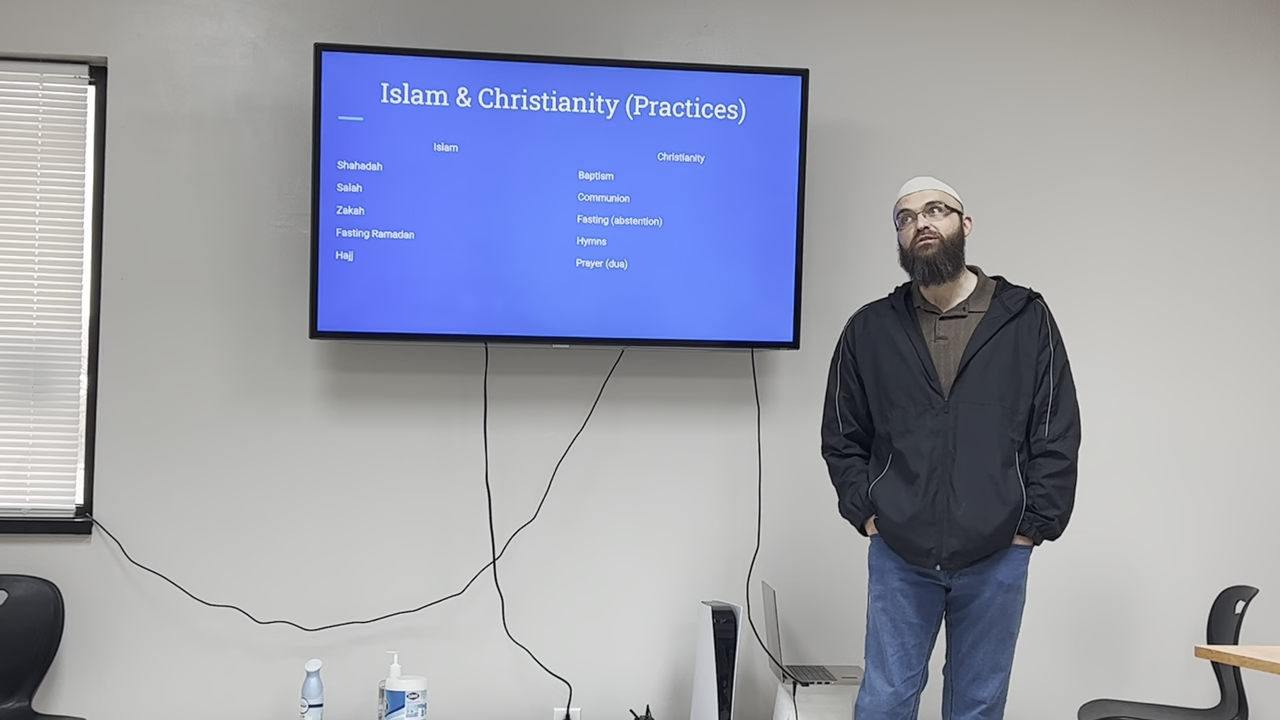 Islam & Christianity (Practices)
Islam
Shahadah
Salah
Zakah
Fasting Ramadan
Hajj
Christianity
Baptism
Communion
Fasting (abstention)
Hymns
Prayer (dua)